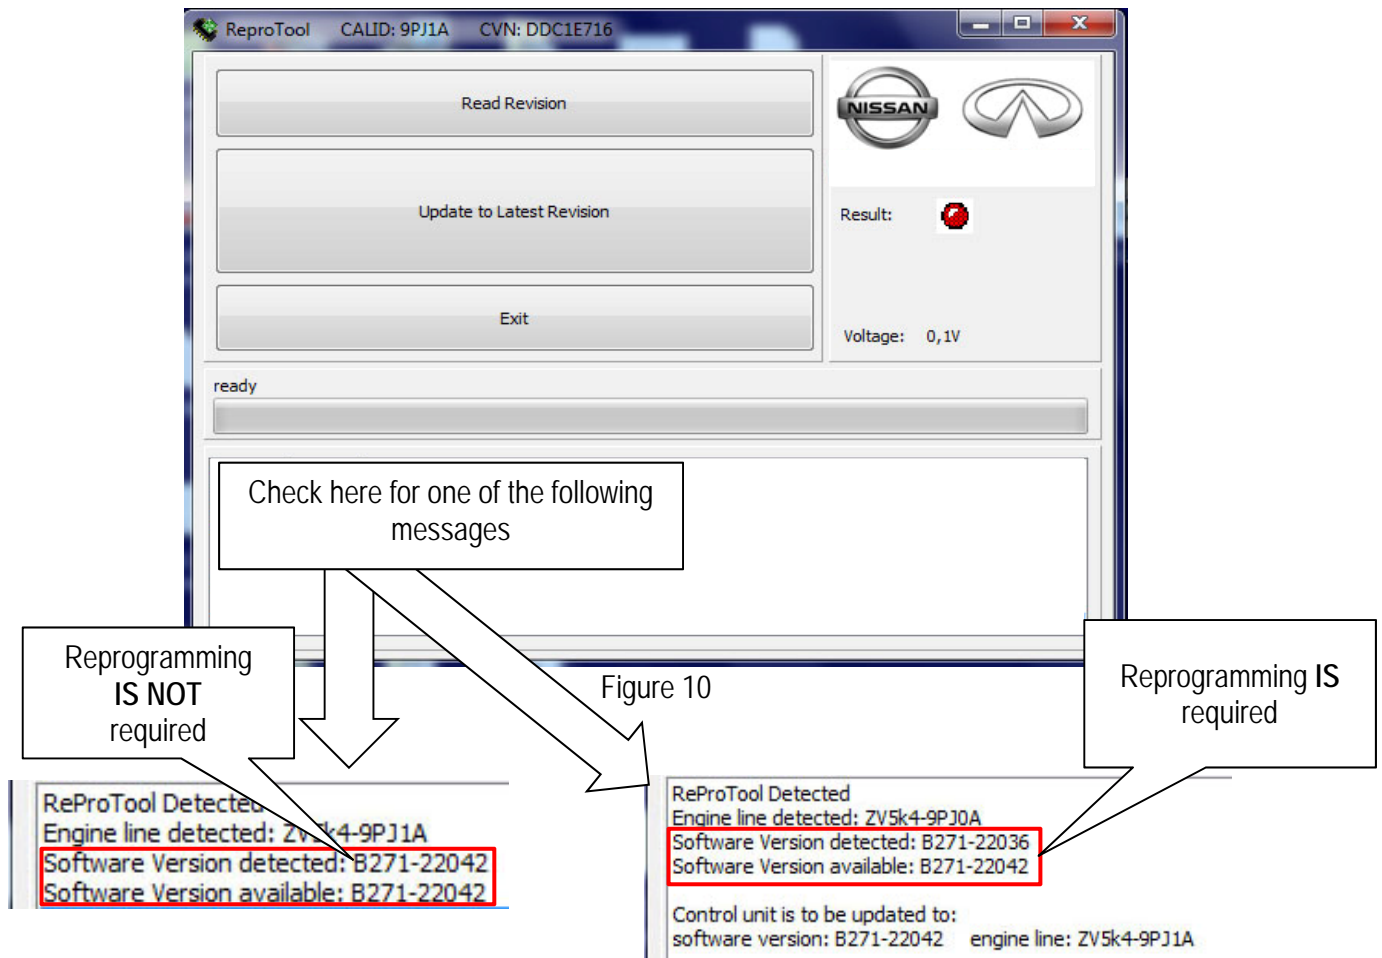 ReproTool CALID: 9PJ1A CVN: DDC1E716
Read Revision
NISSAN
Update to Latest Revision
Result:
Exit
Voltage: 0,1V
ready
Check here for one of the following
messages
Reprogramming
IS NOT
required
Figure 10
Reprogramming IS
required
ReProTool Detected
Engine line detected: ZV5k4-9PJ1A
Software Version detected: B271-22042
Software Version available: B271-22042
ReProTool Detected
Engine line detected: ZV5k4-9PJ0A
Software Version detected: B271-22036
Software Version available: B271-22042
Control unit is to be updated to:
software version: B271-22042 engine line: ZV5k4-9PJ1A